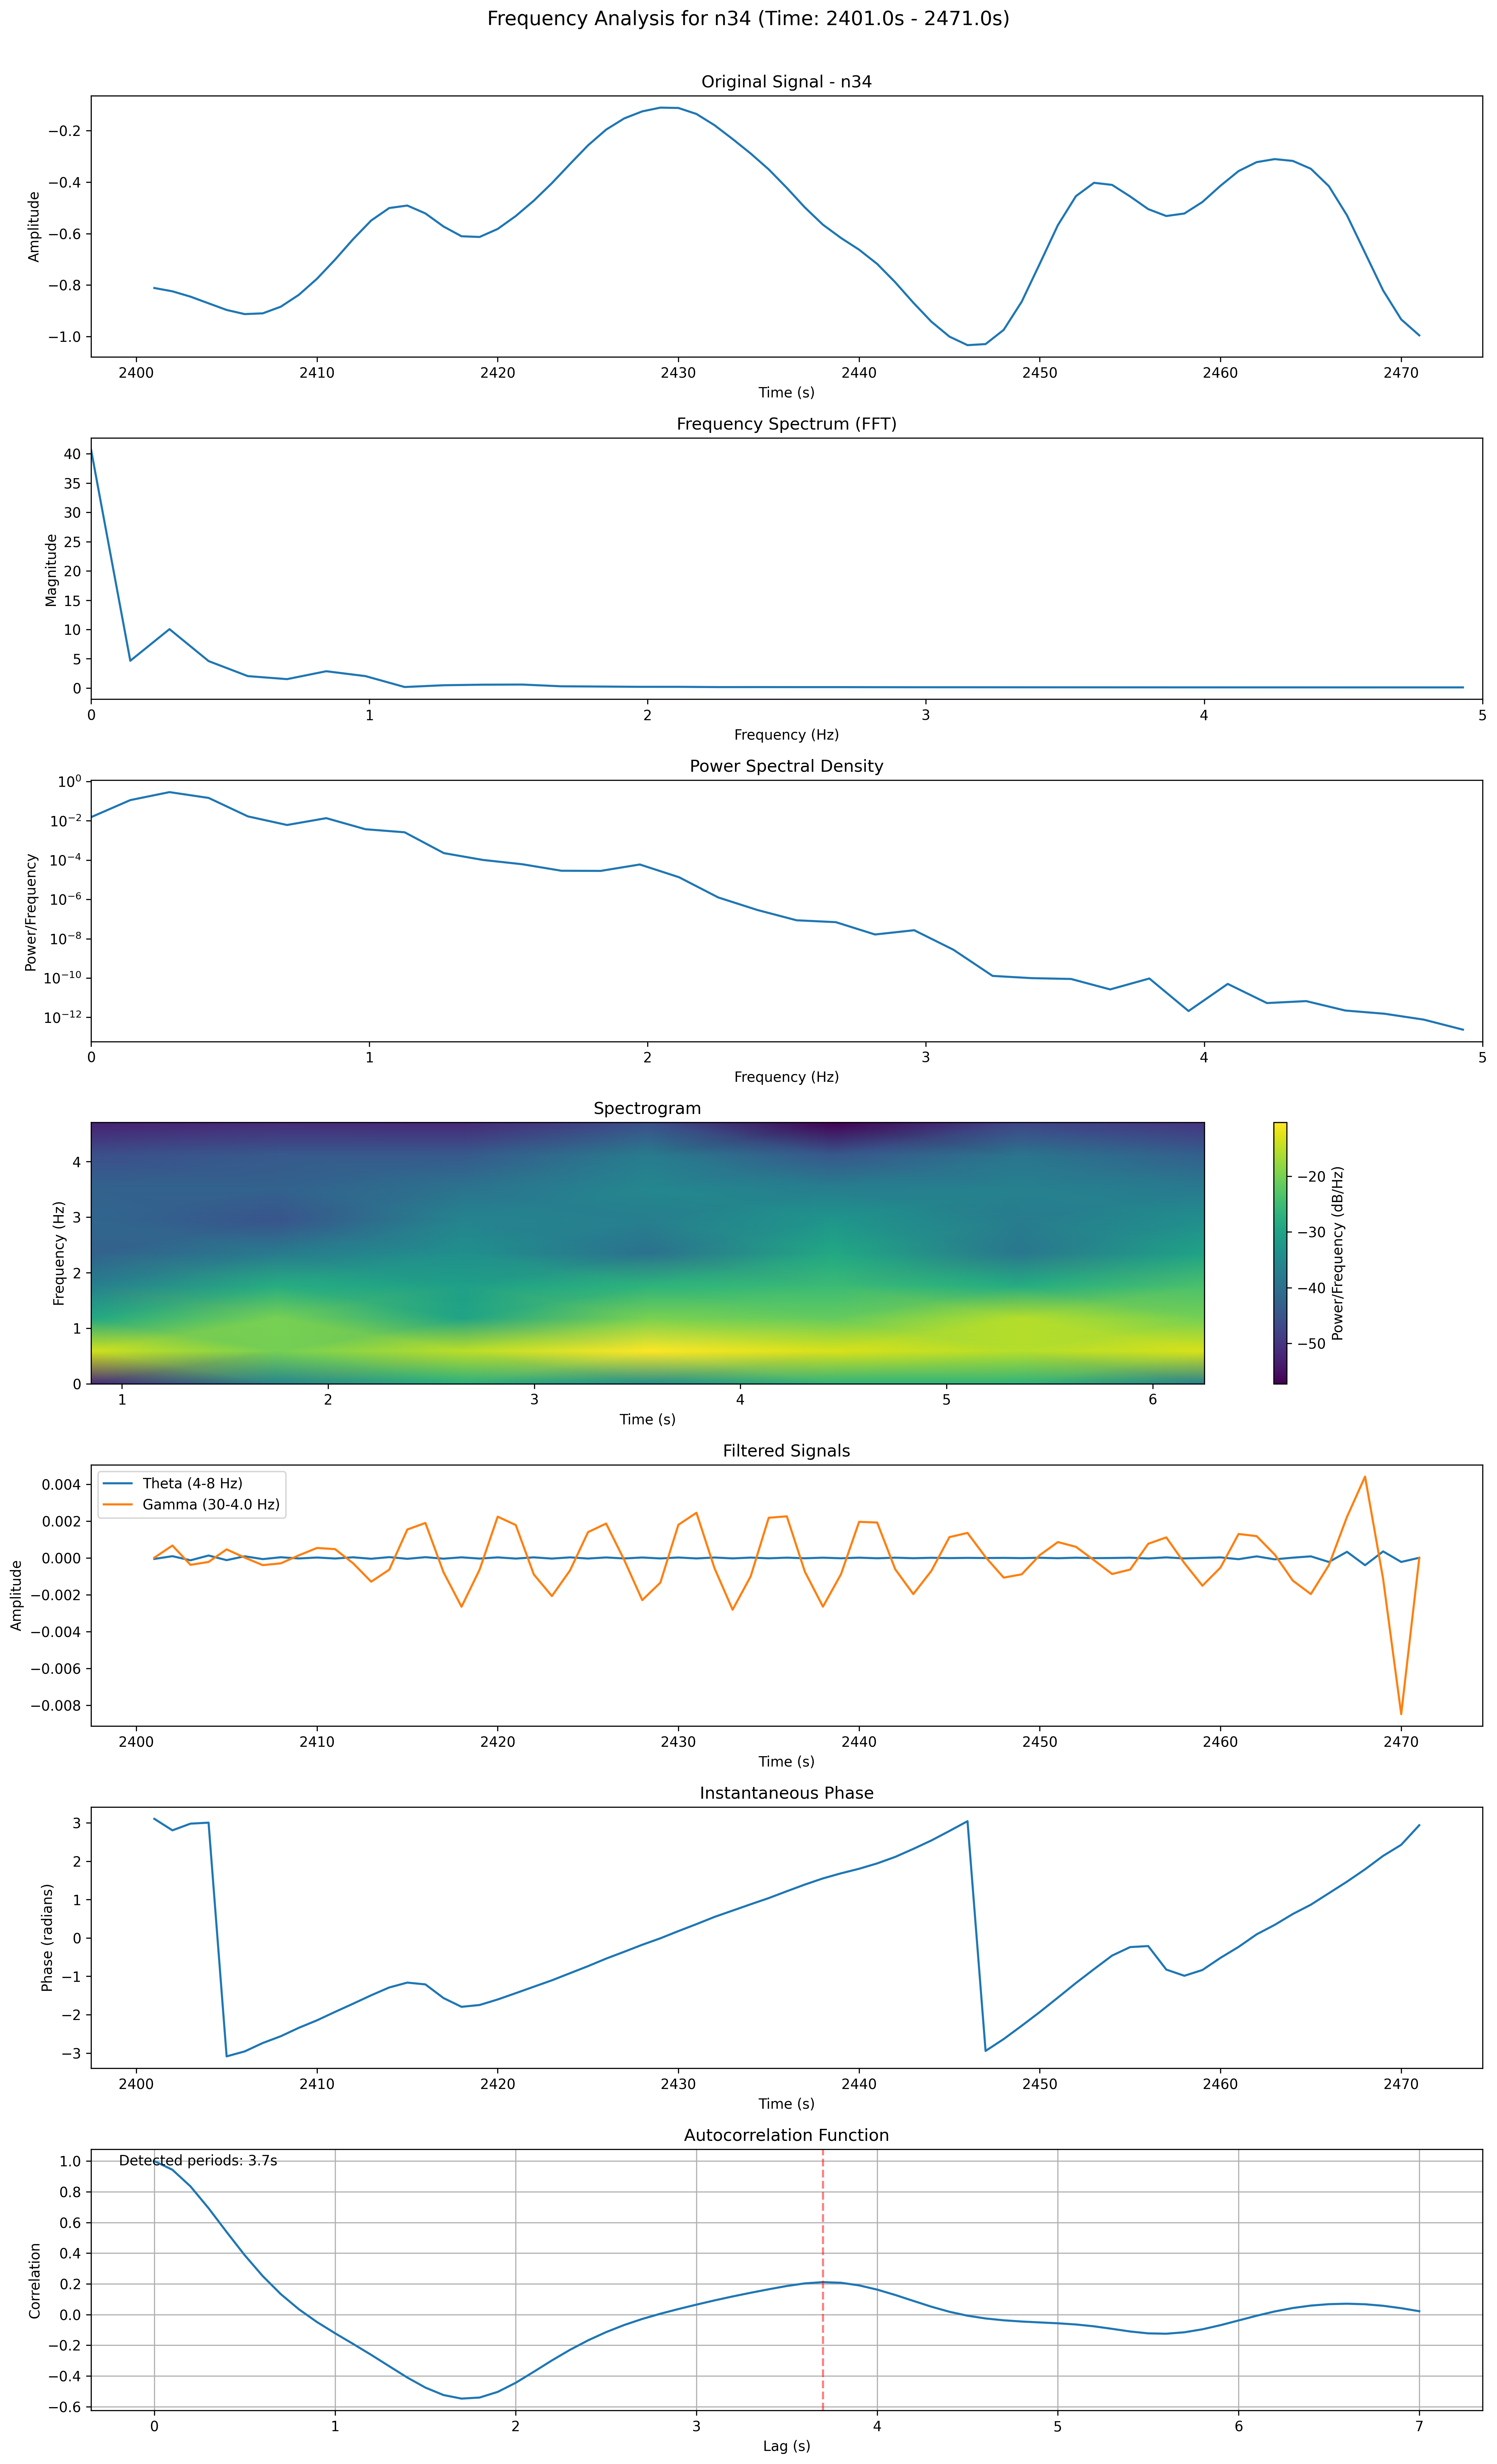 Frequency Analysis for n34 (Time: 2401.0s - 2471.0s)
Original Signal - n34
Amplitude
−0.2
−0.4
−0.6
−0.8
−1.0
2400 2410 2420 2430 2440 2450 2460 2470
Time (s)
Frequency Spectrum (FFT)
Magnitude
40
35
30
25
20
15
10
5
0
0 1 2 3 4 5
Frequency (Hz)
Power Spectral Density
Power/Frequency
10⁰
10⁻²
10⁻⁴
10⁻⁶
10⁻⁸
10⁻¹⁰
10⁻¹²
0 1 2 3 4 5
Frequency (Hz)
Spectrogram
Frequency (Hz)
4
3
2
1
0
1 2 3 4 5 6
Time (s)
−20
−30
−40
−50
Power/Frequency (dB/Hz)
Filtered Signals
Theta (4-8 Hz)
Gamma (30-4.0 Hz)
Amplitude
0.004
0.002
0.000
−0.002
−0.004
−0.006
−0.008
2400 2410 2420 2430 2440 2450 2460 2470
Time (s)
Instantaneous Phase
Phase (radians)
3
2
1
0
−1
−2
−3
2400 2410 2420 2430 2440 2450 2460 2470
Time (s)
Autocorrelation Function
Detected periods: 3.7s
Correlation
1.0
0.8
0.6
0.4
0.2
0.0
−0.2
−0.4
−0.6
0 1 2 3 4 5 6 7
Lag (s)